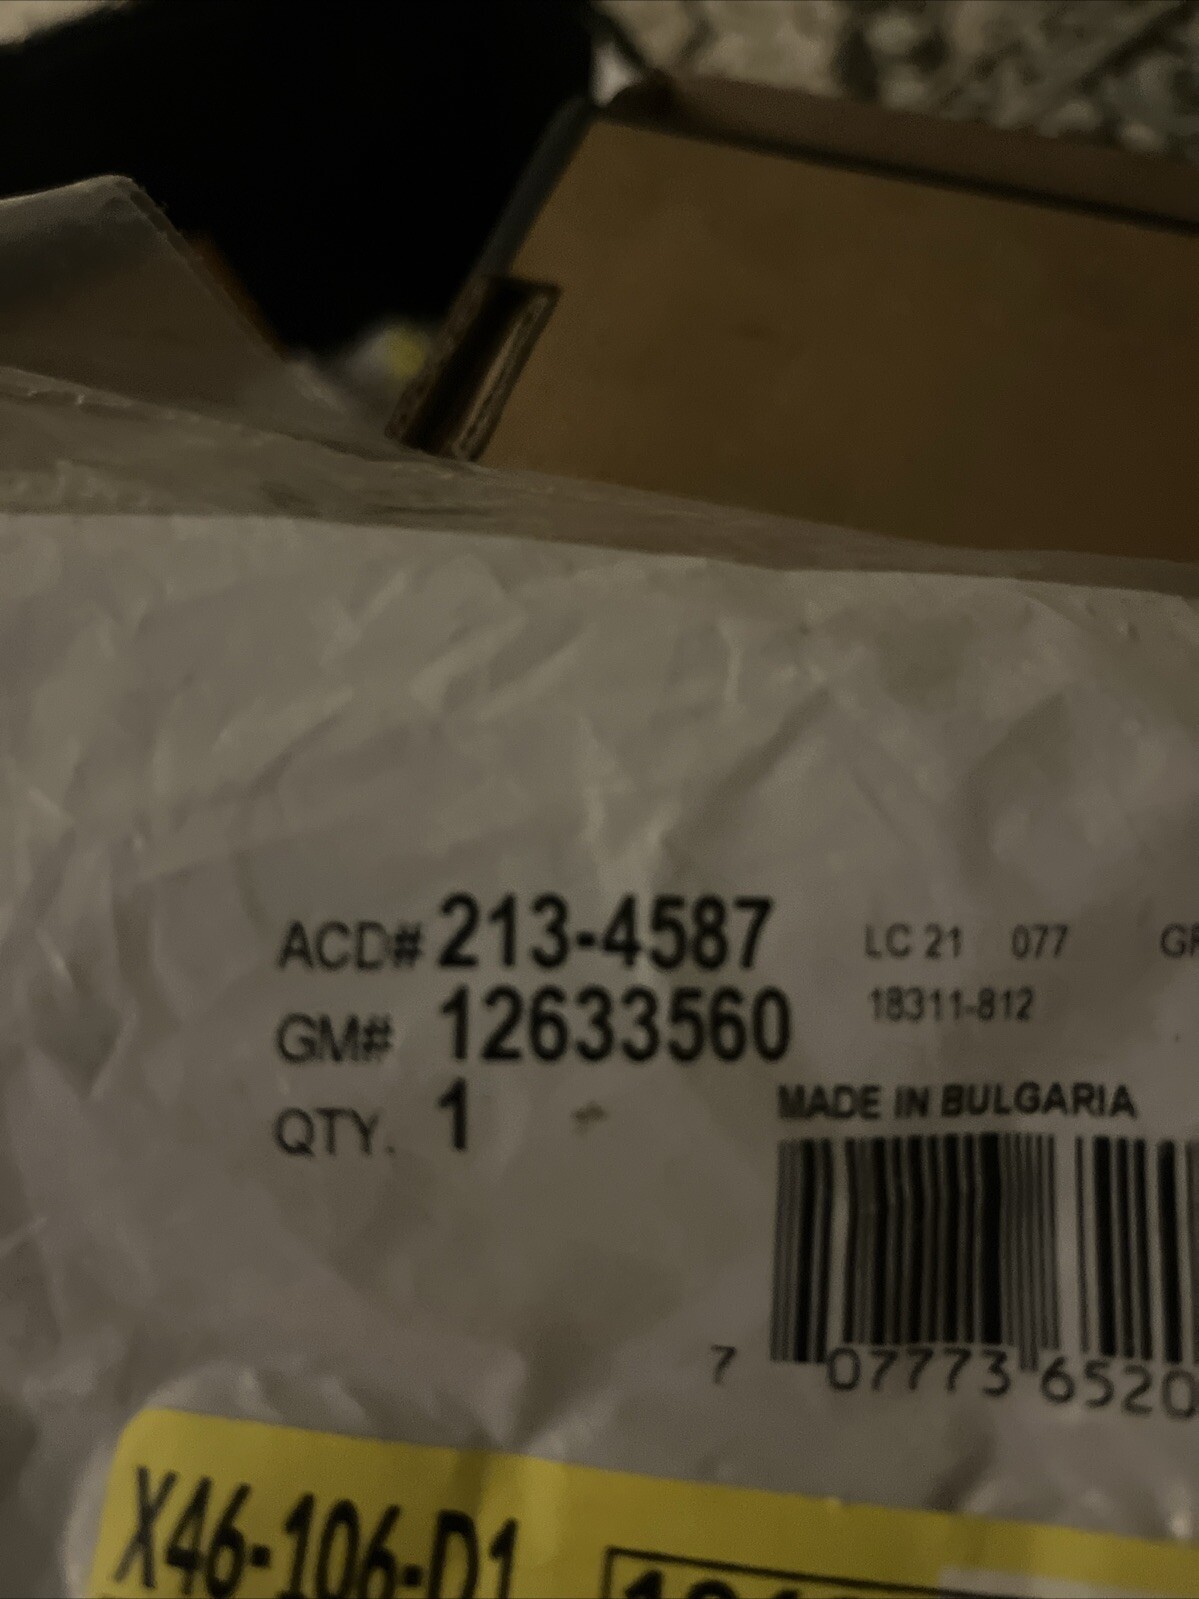 ACD# 213-4587
LC 21 077
GM# 12633560
18311-812
QTY. 1
MADE IN BULGARIA
7 07773 6520
X46-106-D1